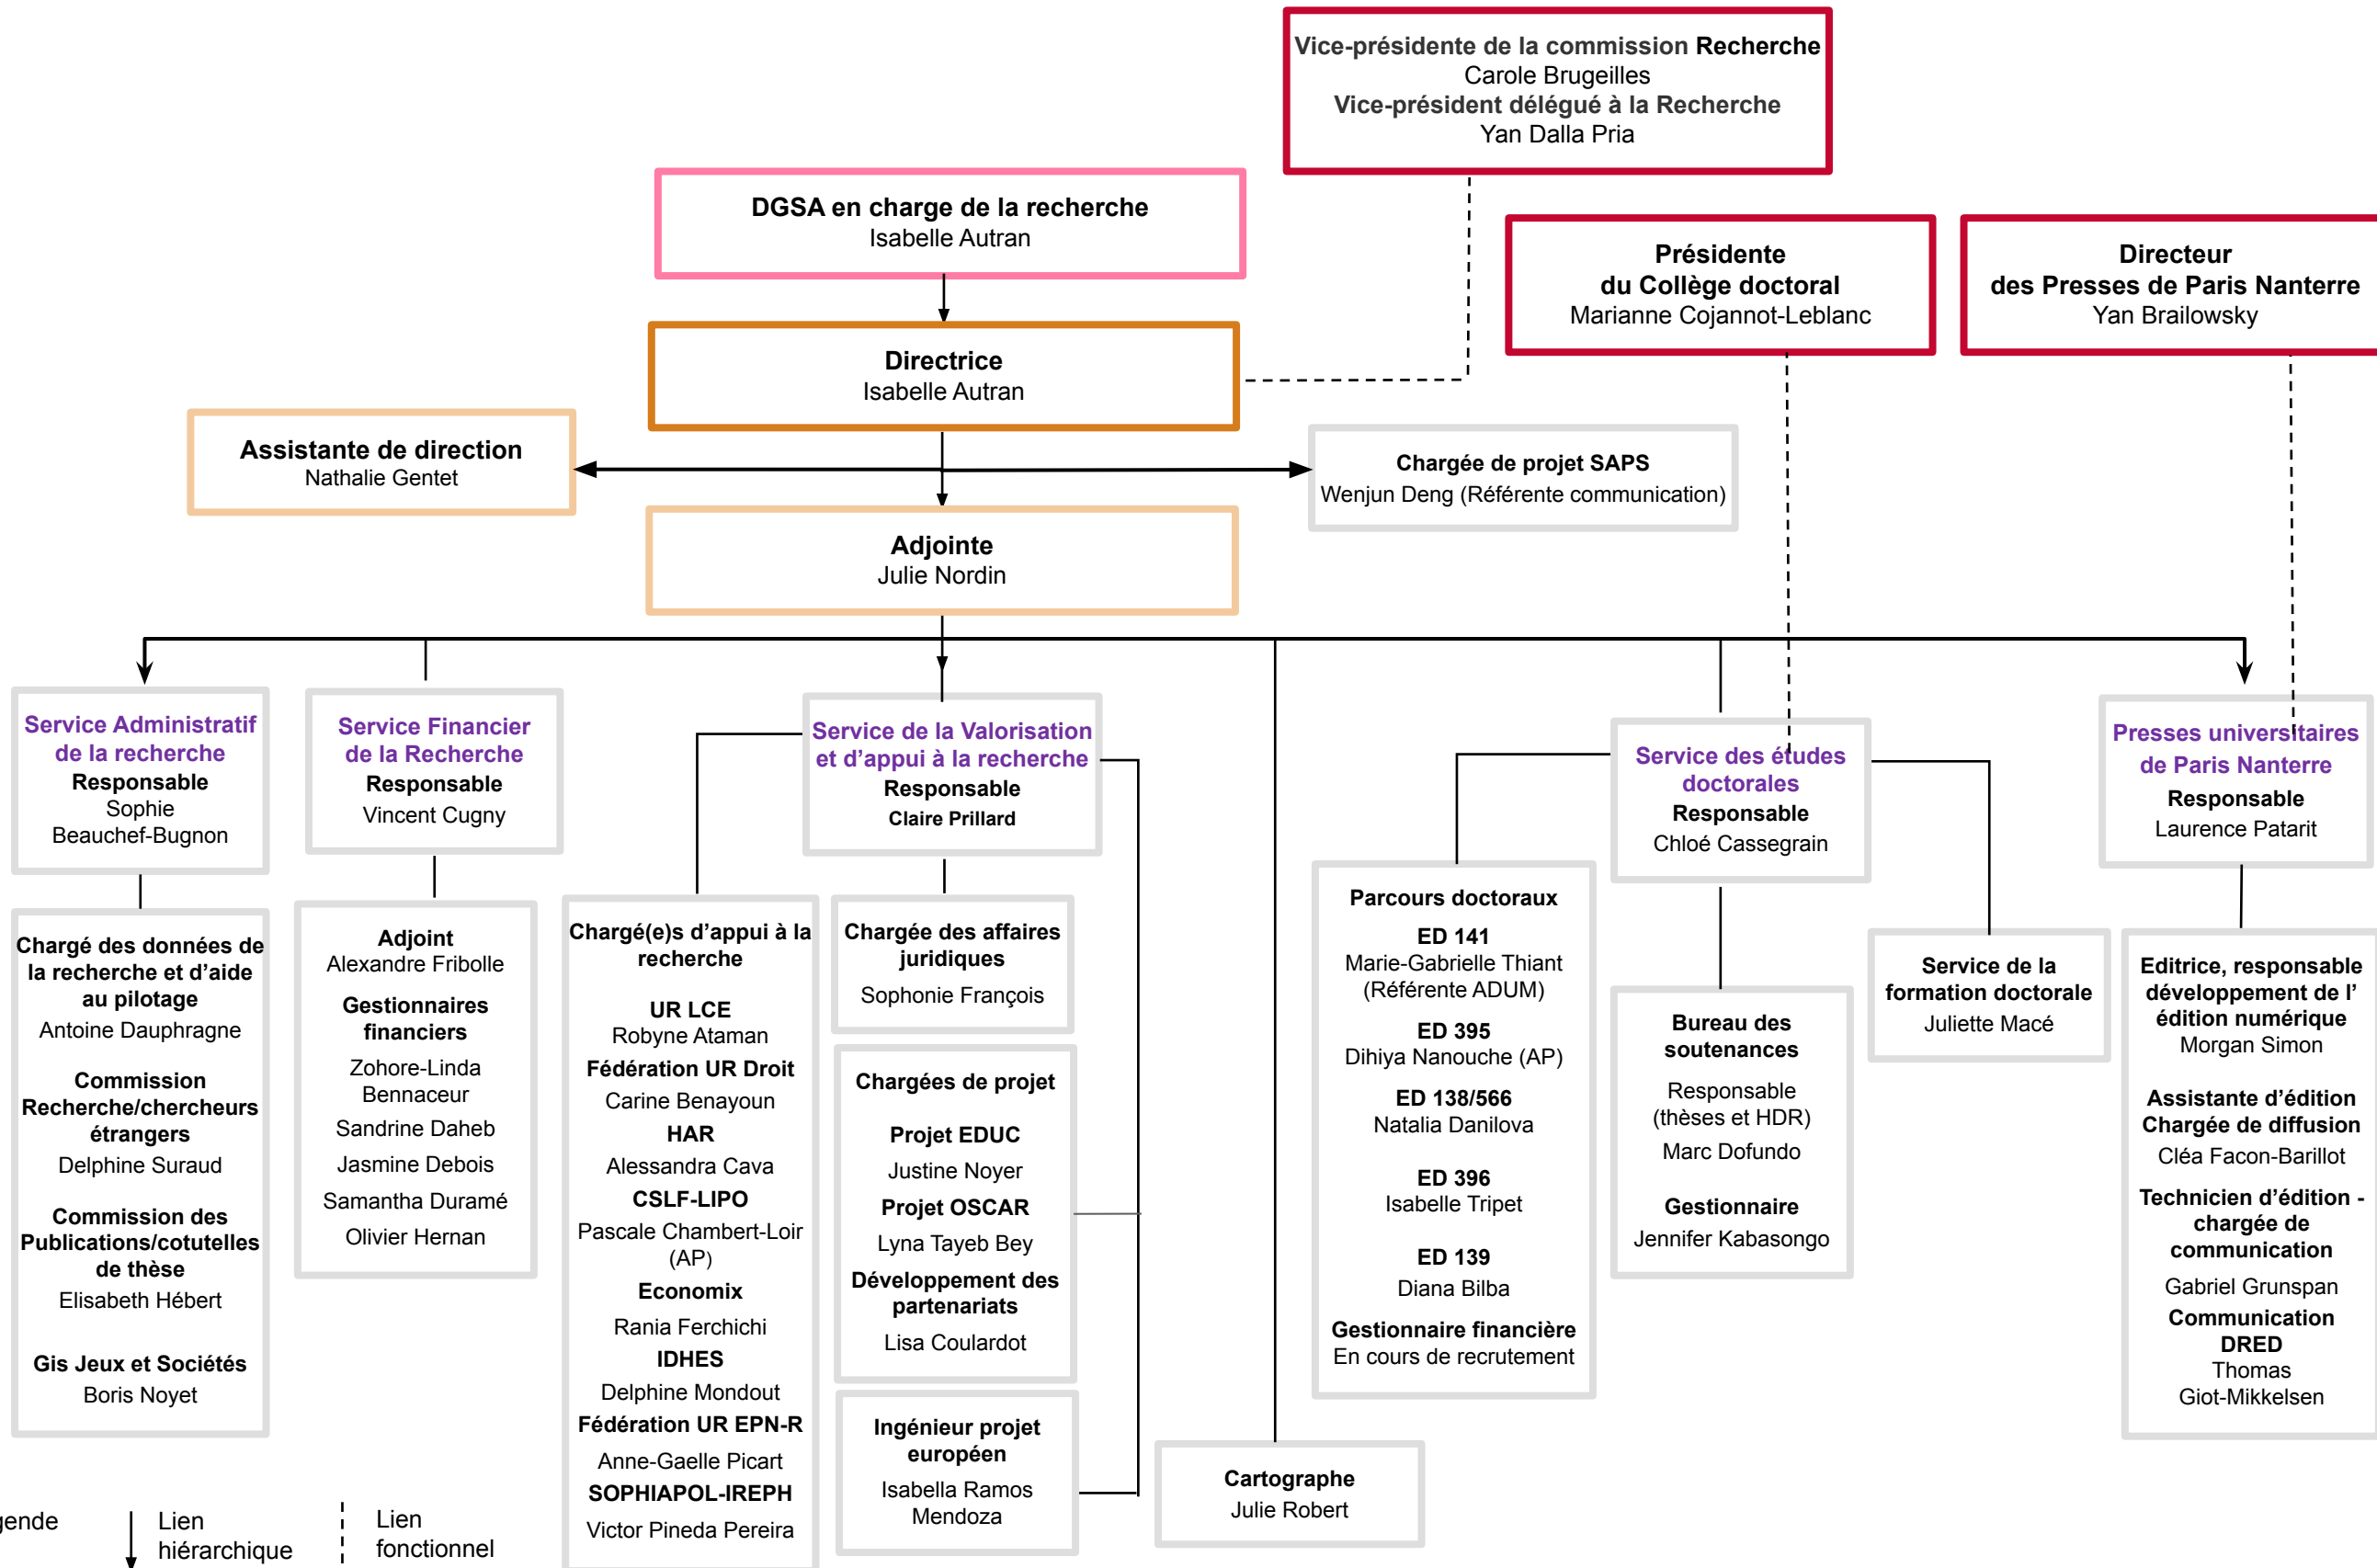 Vice-présidente de la commission Recherche
Carole Brugeilles
Vice-président délégué à la Recherche
Yan Dalla Pria
DGSA en charge de la recherche
Isabelle Autran
Présidente
du Collège doctoral
Marianne Cojannot-Leblanc
Directeur
des Presses de Paris Nanterre
Yan Brailowsky
Directrice
Isabelle Autran
Assistante de direction
Nathalie Gentet
Chargée de projet SAPS
Wenjun Deng (Référente communication)
Adjointe
Julie Nordin
Service Administratif
de la recherche
Responsable
Sophie
Beauchef-Bugnon
Chargé des données de
la recherche et d'aide
au pilotage
Antoine Dauphragne
Commission
Recherche/chercheurs
étrangers
Delphine Suraud
Commission des
Publications/cotutelles
de thèse
Elisabeth Hébert
Gis Jeux et Sociétés
Boris Noyet
Service Financier
de la Recherche
Responsable
Vincent Cugny
Adjoint
Alexandre Fribolle
Gestionnaires
financiers
Zohore-Linda
Bennaceur
Sandrine Daheb
Jasmine Debois
Samantha Duramé
Olivier Hernan
Service de la Valorisation
et d'appui à la recherche
Responsable
Claire Prillard
Chargé(e)s d'appui à la
recherche
UR LCE
Robyne Ataman
Fédération UR Droit
Carine Benayoun
HAR
Alessandra Cava
CSLF-LIPO
Pascale Chambert-Loir
(AP)
Economix
Rania Ferchichi
IDHES
Delphine Mondout
Fédération UR EPN-R
Anne-Gaelle Picart
SOPHIAPOL-IREPH
Victor Pineda Pereira
Chargée des affaires
juridiques
Sophonie François
Chargées de projet
Projet EDUC
Justine Noyer
Projet OSCAR
Lyna Tayeb Bey
Développement des
partenariats
Lisa Coulardot
Ingénieur projet
européen
Isabella Ramos
Mendoza
Cartographe
Julie Robert
Service des études
doctorales
Responsable
Chloé Cassegrain
Parcours doctoraux
ED 141
Marie-Gabrielle Thiant
(Référente ADUM)
ED 395
Dihiya Nanouche (AP)
ED 138/566
Natalia Danilova
ED 396
Isabelle Tripet
ED 139
Diana Bilba
Gestionnaire financière
En cours de recrutement
Bureau des
soutenances
Responsable
(thèses et HDR)
Marc Dofundo
Gestionnaire
Jennifer Kabasongo
Service de la
formation doctorale
Juliette Macé
Presses universitaires
de Paris Nanterre
Responsable
Laurence Patarit
Editrice, responsable
développement de l'
édition numérique
Morgan Simon
Assistante d'édition
Chargée de diffusion
Cléa Facon-Barillot
Technicien d'édition -
chargée de
communication
Gabriel Grunspan
Communication
DRED
Thomas
Giot-Mikkelsen
gende
Lien
hiérarchique
Lien
fonctionnel